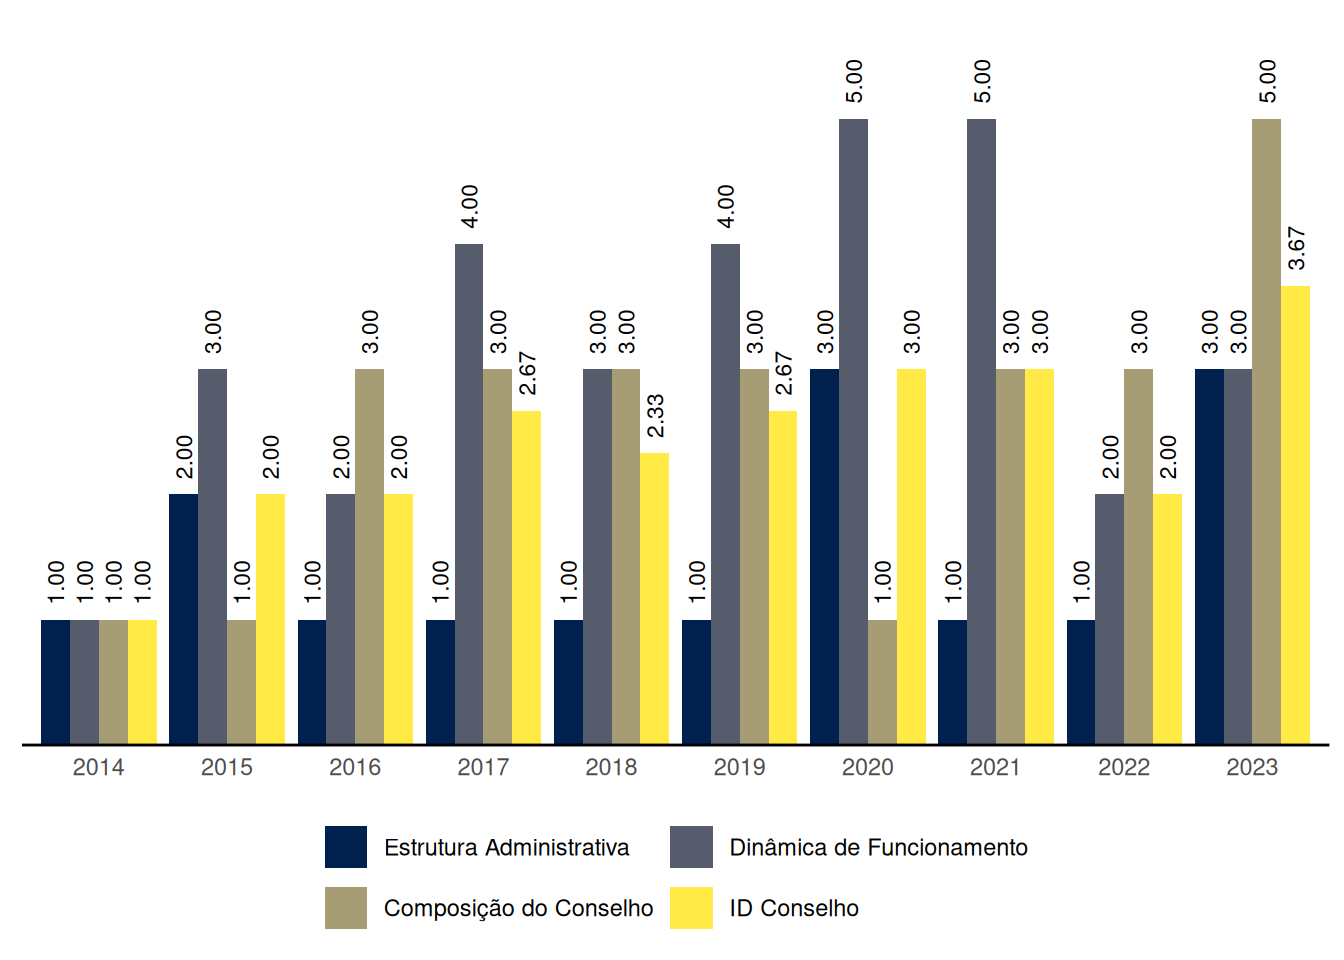 5.00 5.00 5.00
4.00 4.00 3.67
3.00 3.00 3.00 3.00 3.00 3.00 3.00 3.00 3.00 3.00 3.00 3.00 3.00
2.67 2.67
2.33
2.00 2.00 2.00 2.00 2.00 2.00
1.00 1.00 1.00 1.00 1.00 1.00 1.00 1.00 1.00 1.00 1.00 1.00
2014 2015 2016 2017 2018 2019 2020 2021 2022 2023
Estrutura Administrativa Dinâmica de Funcionamento
Composição do Conselho ID Conselho